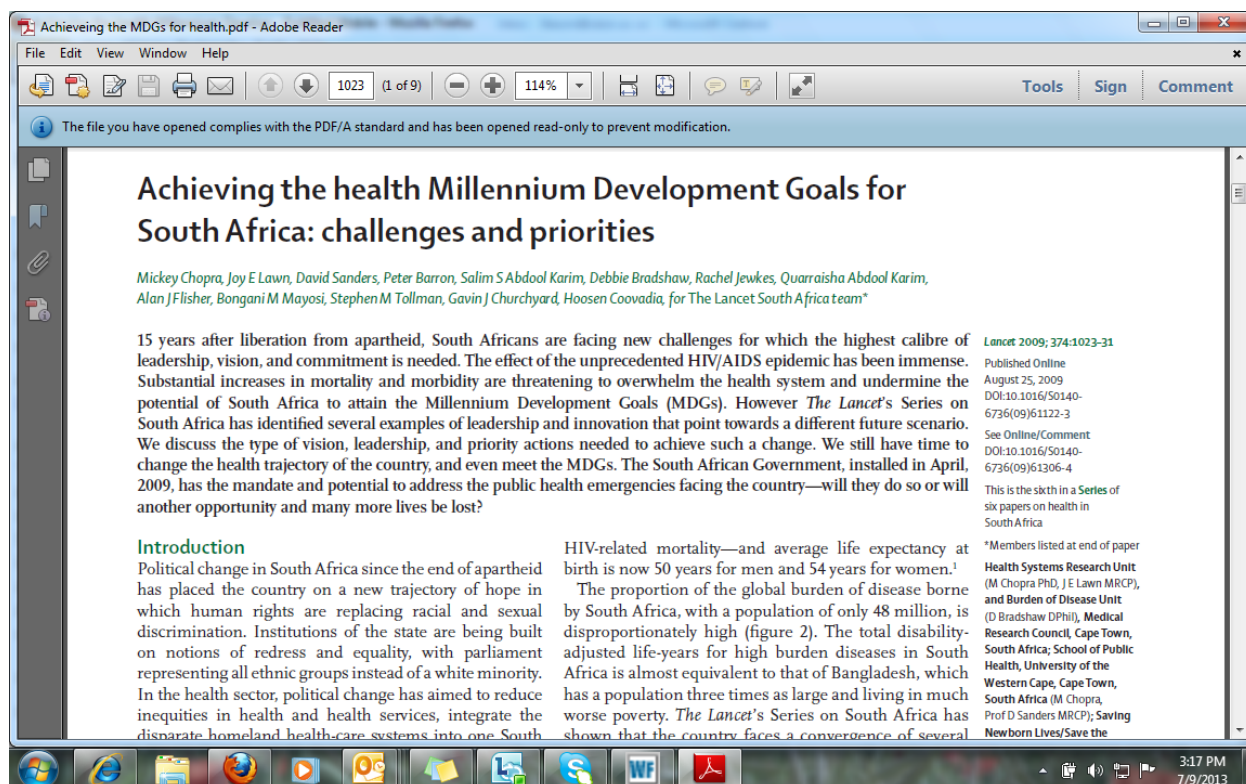 Achieveing the MDGs for health.pdf - Adobe Reader
File Edit View Window Help
1023 (1 of 9) 114% Tools Sign Comment
The file you have opened complies with the PDF/A standard and has been opened read-only to prevent modification.
Achieving the health Millennium Development Goals for
South Africa: challenges and priorities
Mickey Chopra, Joy E Lawn, David Sanders, Peter Barron, Salim S Abdool Karim, Debbie Bradshaw, Rachel Jewkes, Quarraisha Abdool Karim,
Alan J Flisher, Bongani M Mayosi, Stephen M Tollman, Gavin J Churchyard, Hoosen Coovadia, for The Lancet South Africa team*
15 years after liberation from apartheid, South Africans are facing new challenges for which the highest calibre of
leadership, vision, and commitment is needed. The effect of the unprecedented HIV/AIDS epidemic has been immense.
Substantial increases in mortality and morbidity are threatening to overwhelm the health system and undermine the
potential of South Africa to attain the Millennium Development Goals (MDGs). However The Lancet's Series on
South Africa has identified several examples of leadership and innovation that point towards a different future scenario.
We discuss the type of vision, leadership, and priority actions needed to achieve such a change. We still have time to
change the health trajectory of the country, and even meet the MDGs. The South African Government, installed in April,
2009, has the mandate and potential to address the public health emergencies facing the country—will they do so or will
another opportunity and many more lives be lost?
Introduction
Political change in South Africa since the end of apartheid
has placed the country on a new trajectory of hope in
which human rights are replacing racial and sexual
discrimination. Institutions of the state are being built
on notions of redress and equality, with parliament
representing all ethnic groups instead of a white minority.
In the health sector, political change has aimed to reduce
inequities in health and health services, integrate the
disparate homeland health-care systems into one South
HIV-related mortality—and average life expectancy at
birth is now 50 years for men and 54 years for women.1
The proportion of the global burden of disease borne
by South Africa, with a population of only 48 million, is
disproportionately high (figure 2). The total disability-
adjusted life-years for high burden diseases in South
Africa is almost equivalent to that of Bangladesh, which
has a population three times as large and living in much
worse poverty. The Lancet's Series on South Africa has
shown that the country faces a convergence of several
Lancet 2009; 374:1023–31
Published Online
August 25, 2009
DOI:10.1016/S0140-
6736(09)61122-3
See Online/Comment
DOI:10.1016/S0140-
6736(09)61306-4
This is the sixth in a Series of
six papers on health in
South Africa
*Members listed at end of paper
Health Systems Research Unit
(M Chopra PhD, J E Lawn MRCP),
and Burden of Disease Unit
(D Bradshaw DPhil), Medical
Research Council, Cape Town,
South Africa; School of Public
Health, University of the
Western Cape, Cape Town,
South Africa (M Chopra,
Prof D Sanders MRCP); Saving
Newborn Lives/Save the
WF
3:17 PM
7/9/2013